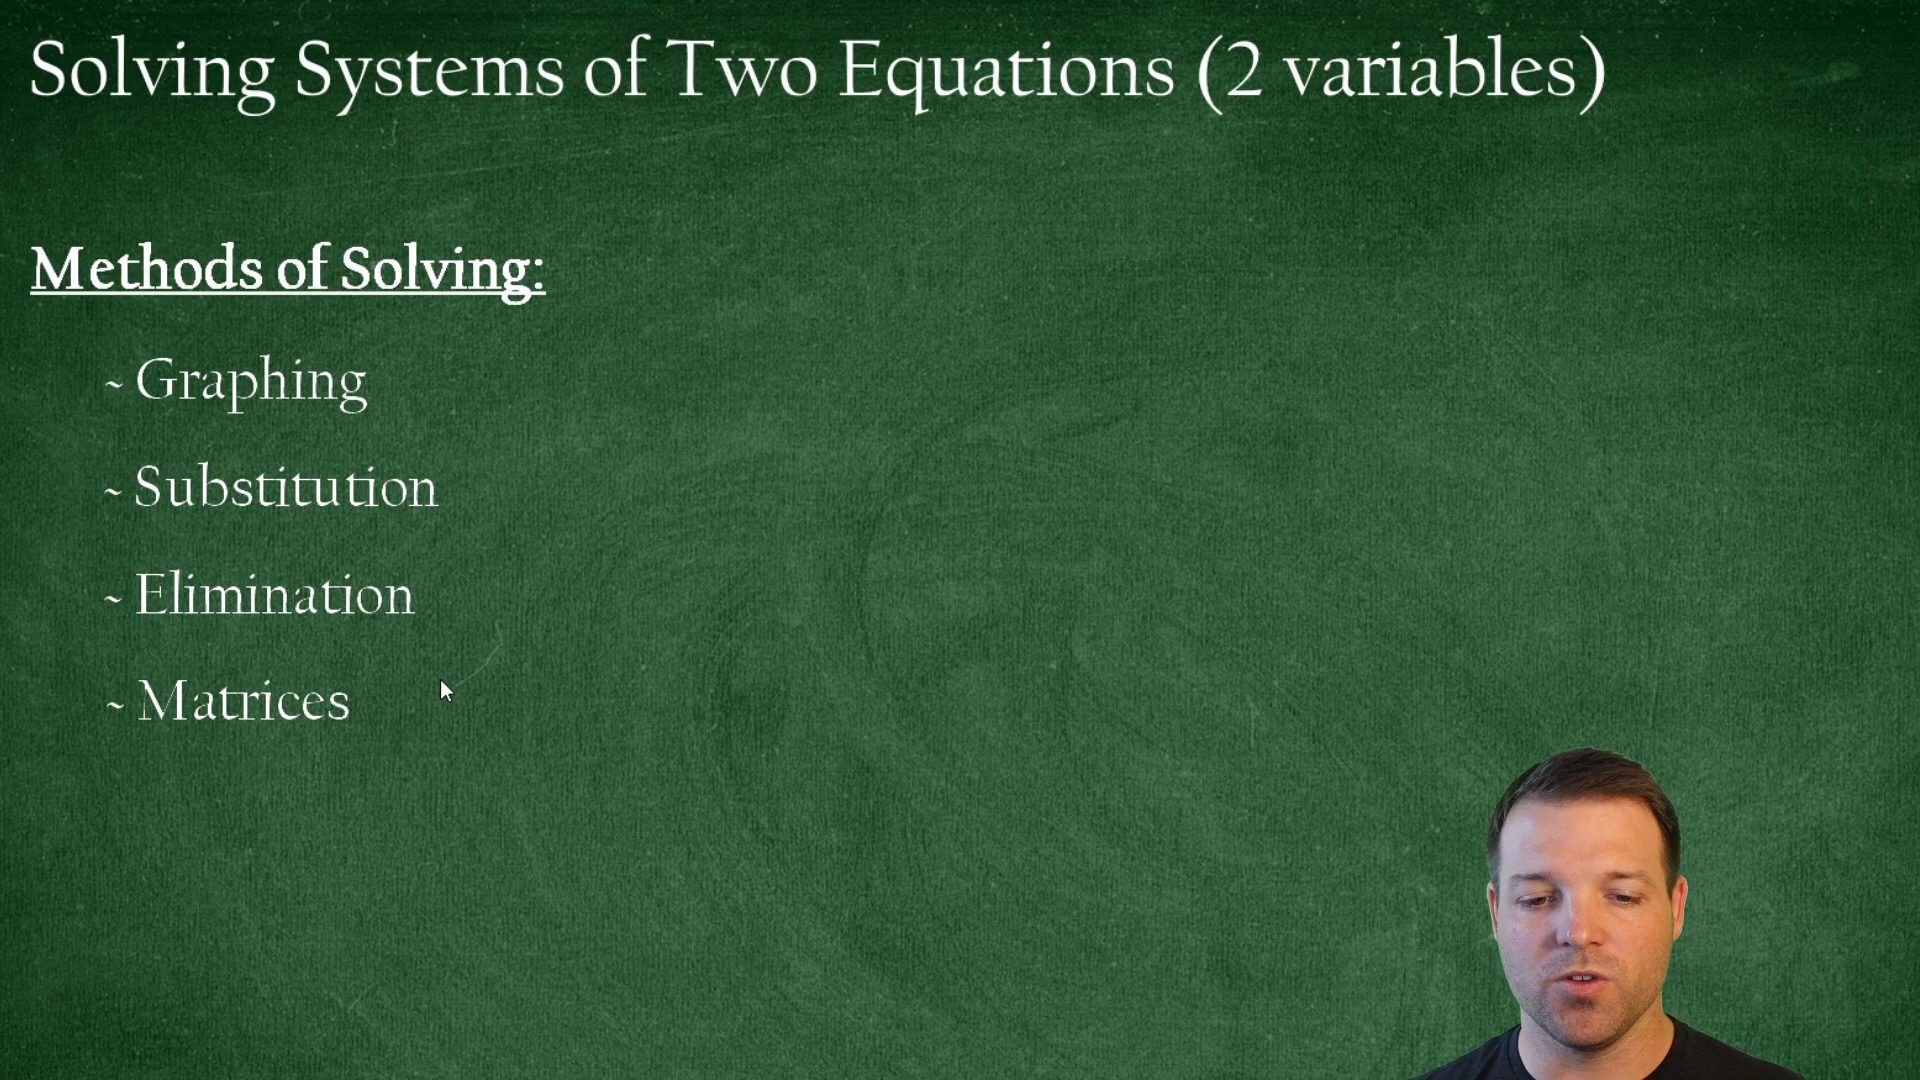 Solving Systems of Two Equations (2 variables)
Methods of Solving:
~ Graphing
~ Substitution
~ Elimination
~ Matrices